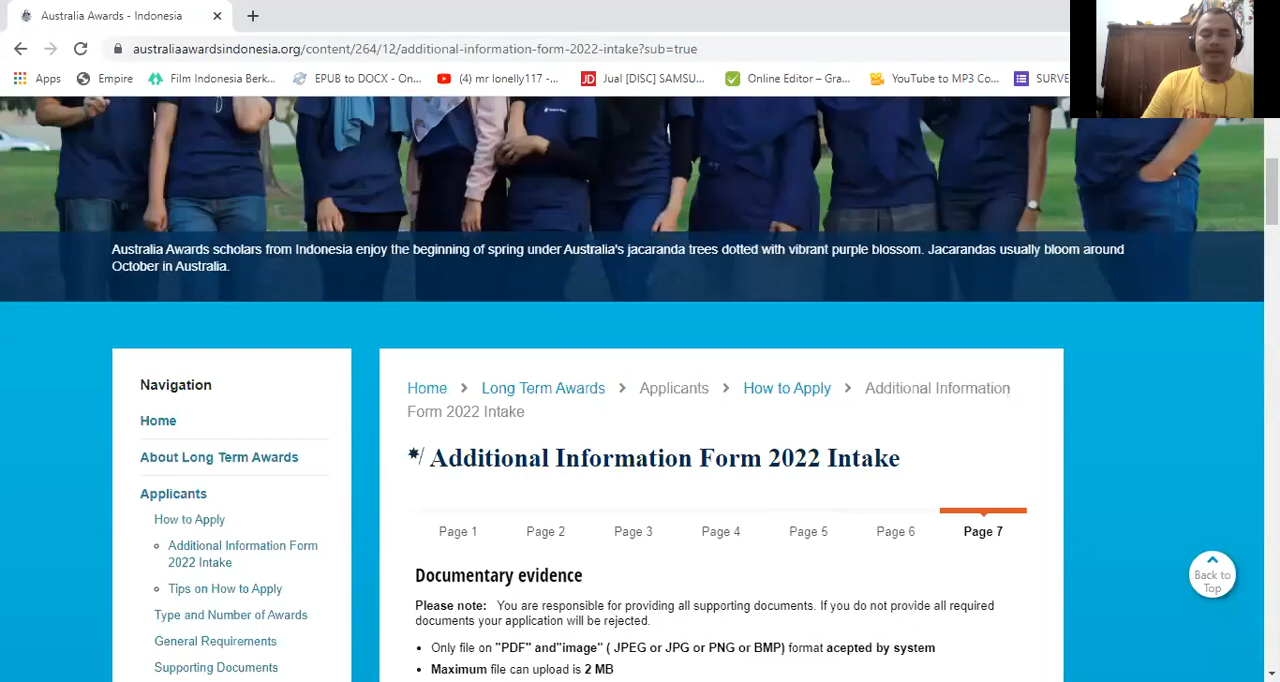 Australia Awards - Indonesia
australiaawardsindonesia.org/content/264/12/additional-information-form-2022-intake?sub=true
Apps
Empire
Film Indonesia Berk...
EPUB to DOCX - On...
(4) mr lonelly117 -...
Jual [DISC] SAMSU...
Online Editor – Gra...
YouTube to MP3 Co...
SURVE
Australia Awards scholars from Indonesia enjoy the beginning of spring under Australia's jacaranda trees dotted with vibrant purple blossom. Jacarandas usually bloom around
October in Australia.
Navigation
Home
About Long Term Awards
Applicants
How to Apply
Additional Information Form
2022 Intake
Tips on How to Apply
Type and Number of Awards
General Requirements
Supporting Documents
Home > Long Term Awards > Applicants > How to Apply > Additional Information
Form 2022 Intake
Additional Information Form 2022 Intake
Page 1 Page 2 Page 3 Page 4 Page 5 Page 6 Page 7
Documentary evidence
Please note: You are responsible for providing all supporting documents. If you do not provide all required
documents your application will be rejected.
• Only file on "PDF" and"image" ( JPEG or JPG or PNG or BMP) format acepted by system
• Maximum file can upload is 2 MB
Back to
Top